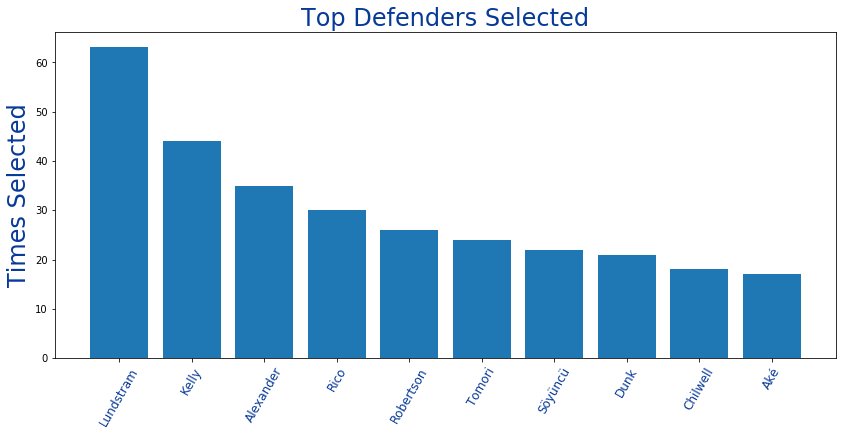 Top Defenders Selected
Times Selected
60
50
40
30
20
10
0
Lundstram
Kelly
Alexander
Rico
Robertson
Tomori
Söyüncü
Dunk
Chilwell
Aké